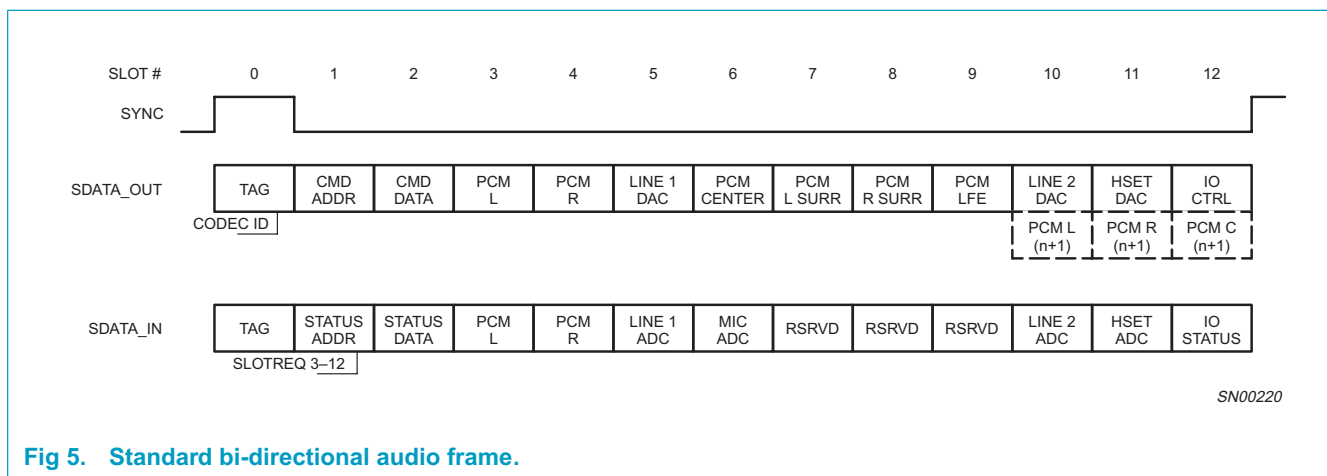 SLOT # 0 1 2 3 4 5 6 7 8 9 10 11 12
SYNC
SDATA_OUT TAG CMD ADDR CMD DATA PCM L PCM R LINE 1 DAC PCM CENTER PCM L SURR PCM R SURR PCM LFE LINE 2 DAC HSET DAC IO CTRL
CODEC ID
PCM L (n+1) PCM R (n+1) PCM C (n+1)
SDATA_IN TAG STATUS ADDR STATUS DATA PCM L PCM R LINE 1 ADC MIC ADC RSRVD RSRVD RSRVD LINE 2 ADC HSET ADC IO STATUS
SLOTREQ 3–12
SN00220
Fig 5. Standard bi-directional audio frame.